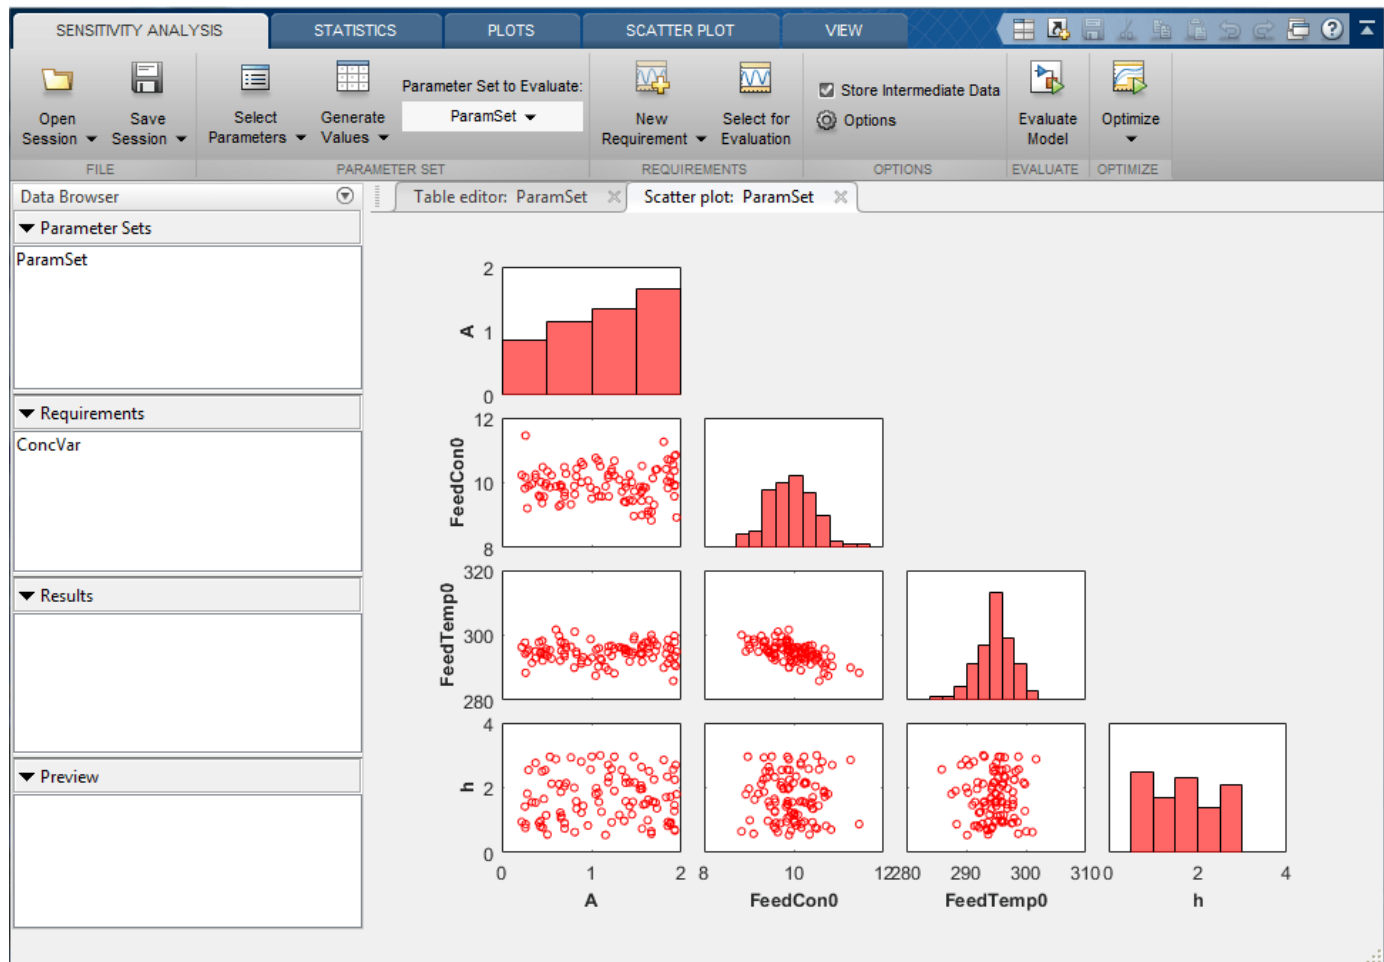 SENSITIVITY ANALYSIS STATISTICS PLOTS SCATTER PLOT VIEW
Parameter Set to Evaluate:
ParamSet
Store Intermediate Data
Options
Open Session
Save Session
Select Parameters
Generate Values
New Requirement
Select for Evaluation
Evaluate Model
Optimize
FILE PARAMETER SET REQUIREMENTS OPTIONS EVALUATE OPTIMIZE
Data Browser
Table editor: ParamSet
Scatter plot: ParamSet
Parameter Sets
ParamSet
Requirements
ConcVar
Results
Preview
2
A
1
0
12
FeedCon0
10
8
320
FeedTemp0
300
280
4
h
2
0
0 1 2 8 10 12 280 290 300 310 0 2 4
A FeedCon0 FeedTemp0 h